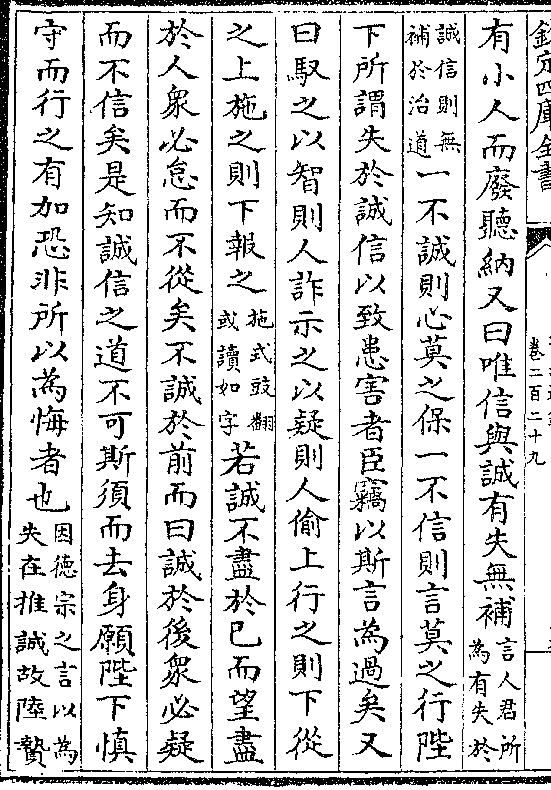 欽定四庫全書
卷二百二十九
有小人而廢聽納又曰唯信與誠有失無補言人君所為有失於
誠信則無補於治道一不誠則心莫之保一不信則言莫之行陛
下所謂失於誠信以致患害者臣竊以斯言為過矣又
曰馭之以智則人詐示之以疑則人偷上行之則下從
之上施之則下報之施式豉翻或讀如字若誠不盡於己而望盡
於人衆必怠而不從矣不誠於前而曰誠於後衆必疑
而不信矣是知誠信之道不可斯須而去身願陛下慎
守而行之有加恐非所以為悔者也因德宗之言以為失在推誠故陸贄